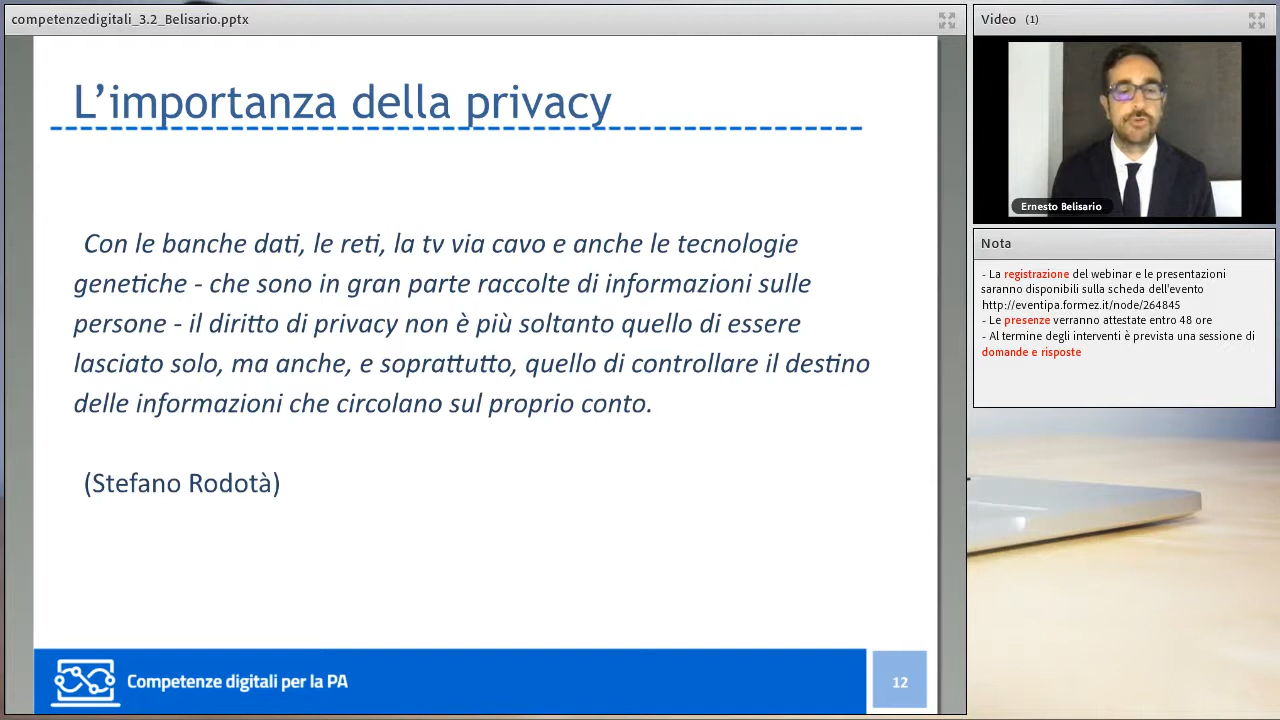 competenzedigitali_3.2_Belisario.pptx
L'importanza della privacy
Con le banche dati, le reti, la tv via cavo e anche le tecnologie
genetiche - che sono in gran parte raccolte di informazioni sulle
persone - il diritto di privacy non è più soltanto quello di essere
lasciato solo, ma anche, e soprattutto, quello di controllare il destino
delle informazioni che circolano sul proprio conto.
(Stefano Rodotà)
Competenze digitali per la PA
12
Video (1)
Ernesto Belisario
Nota
- La registrazione del webinar e le presentazioni
saranno disponibili sulla scheda dell'evento
http://eventipa.formez.it/node/264845
- Le presenze verranno attestate entro 48 ore
- Al termine degli interventi è prevista una sessione di
domande e risposte